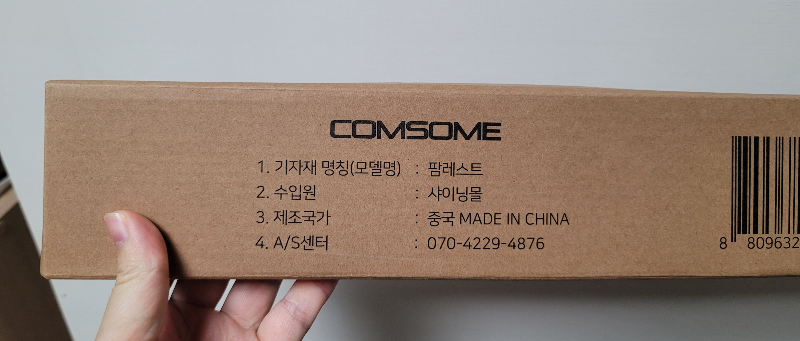 COMSOME
1. 기자재 명칭(모델명) : 팜레스트
2. 수입원 : 샤이닝몰
3. 제조국가 : 중국 MADE IN CHINA
4. A/S센터 : 070-4229-4876
8 809632